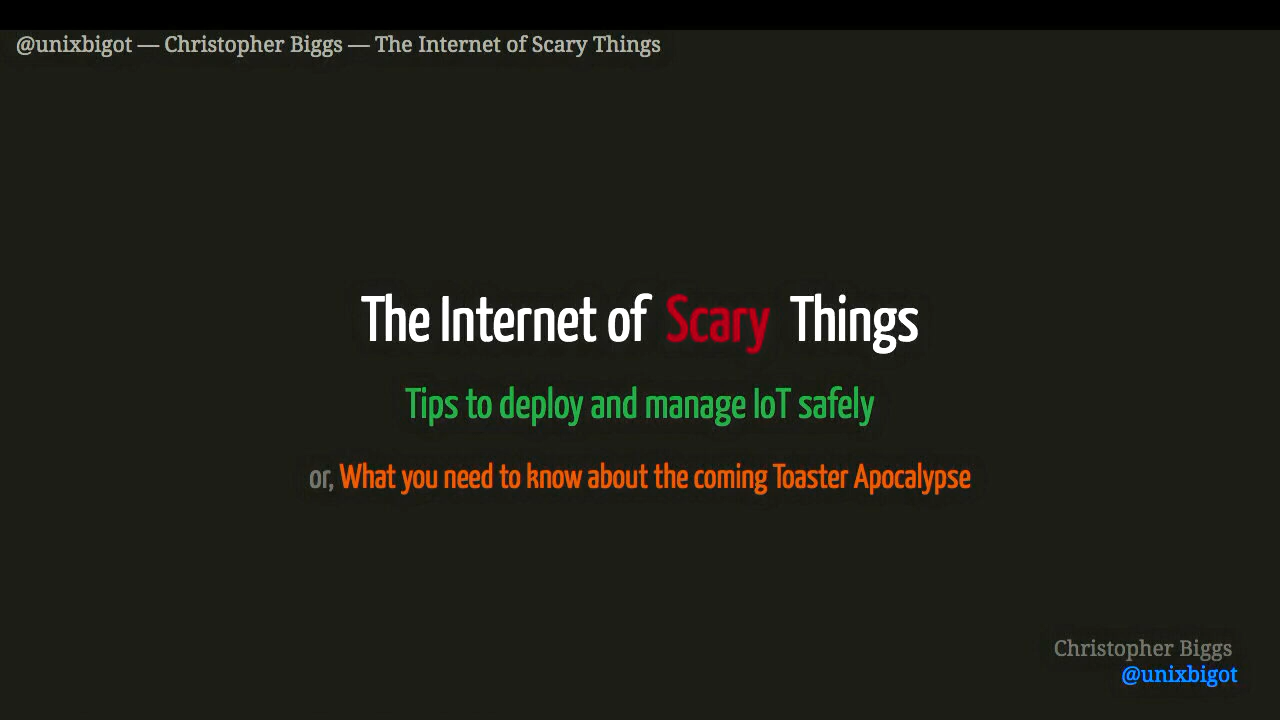 @unixbigot — Christopher Biggs — The Internet of Scary Things
The Internet of Scary Things
Tips to deploy and manage IoT safely
or, What you need to know about the coming Toaster Apocalypse
Christopher Biggs
@unixbigot